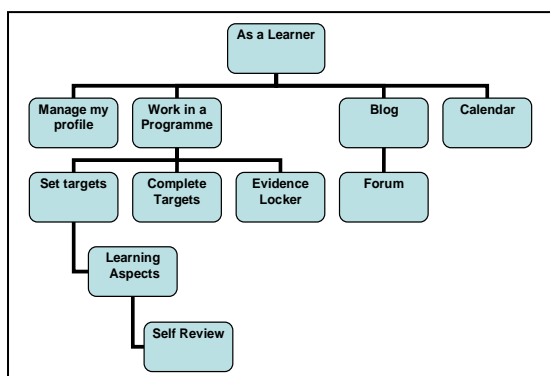 As a Learner
Manage my
profile
Work in a
Programme
Blog
Calendar
Set targets
Complete
Targets
Evidence
Locker
Forum
Learning
Aspects
Self Review